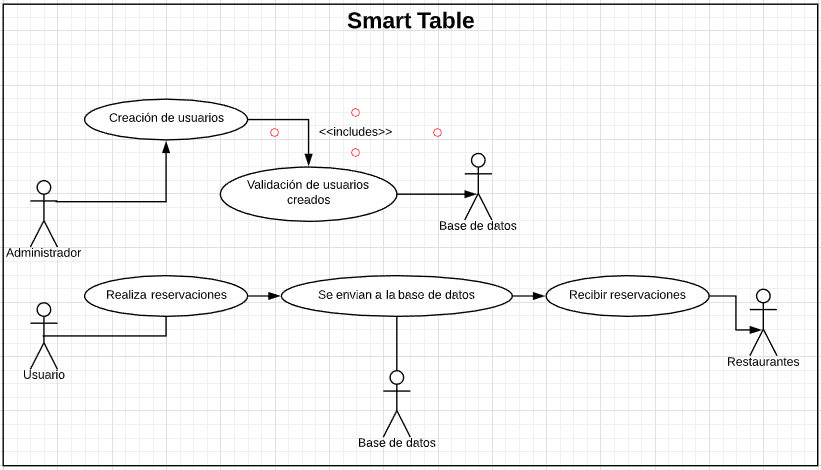 Smart Table
Creación de usuarios
<<includes>>
Validación de usuarios
creados
Base de datos
Administrador
Realiza reservaciones
Se envian a la base de datos
Recibir reservaciones
Usuario
Restaurantes
Base de datos